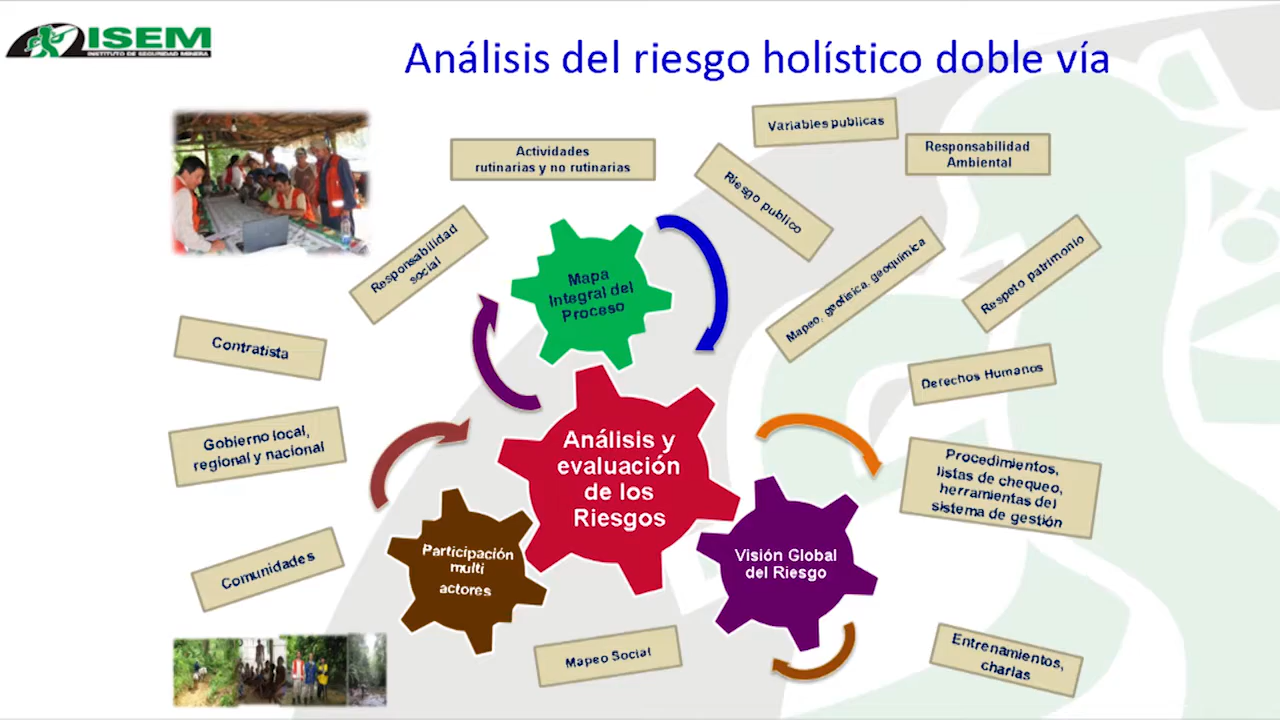 ISEM
INSTITUTO DE SEGURIDAD MINERA
Análisis del riesgo holístico doble vía
Variables publicas
Actividades
rutinarias y no rutinarias
Responsabilidad
Ambiental
Riesgo publico
Responsabilidad
social
Mapeo, geofísica, geoquímica
Respeto patrimonio
Mapa
Integral del
Proceso
Contratista
Derechos Humanos
Gobierno local,
regional y nacional
Análisis y
evaluación
de los
Riesgos
Procedimientos,
listas de chequeo,
herramientas del
sistema de gestión
Participación
multi
actores
Visión Global
del Riesgo
Comunidades
Mapeo Social
Entrenamientos,
charlas